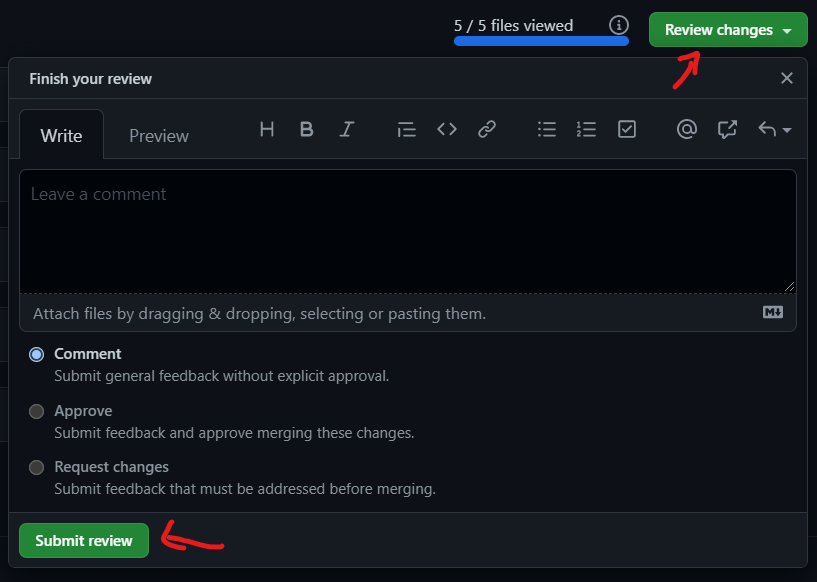 5 / 5 files viewed
Review changes
Finish your review
Write
Preview
Leave a comment
Attach files by dragging & dropping, selecting or pasting them.
Comment
Submit general feedback without explicit approval.
Approve
Submit feedback and approve merging these changes.
Request changes
Submit feedback that must be addressed before merging.
Submit review